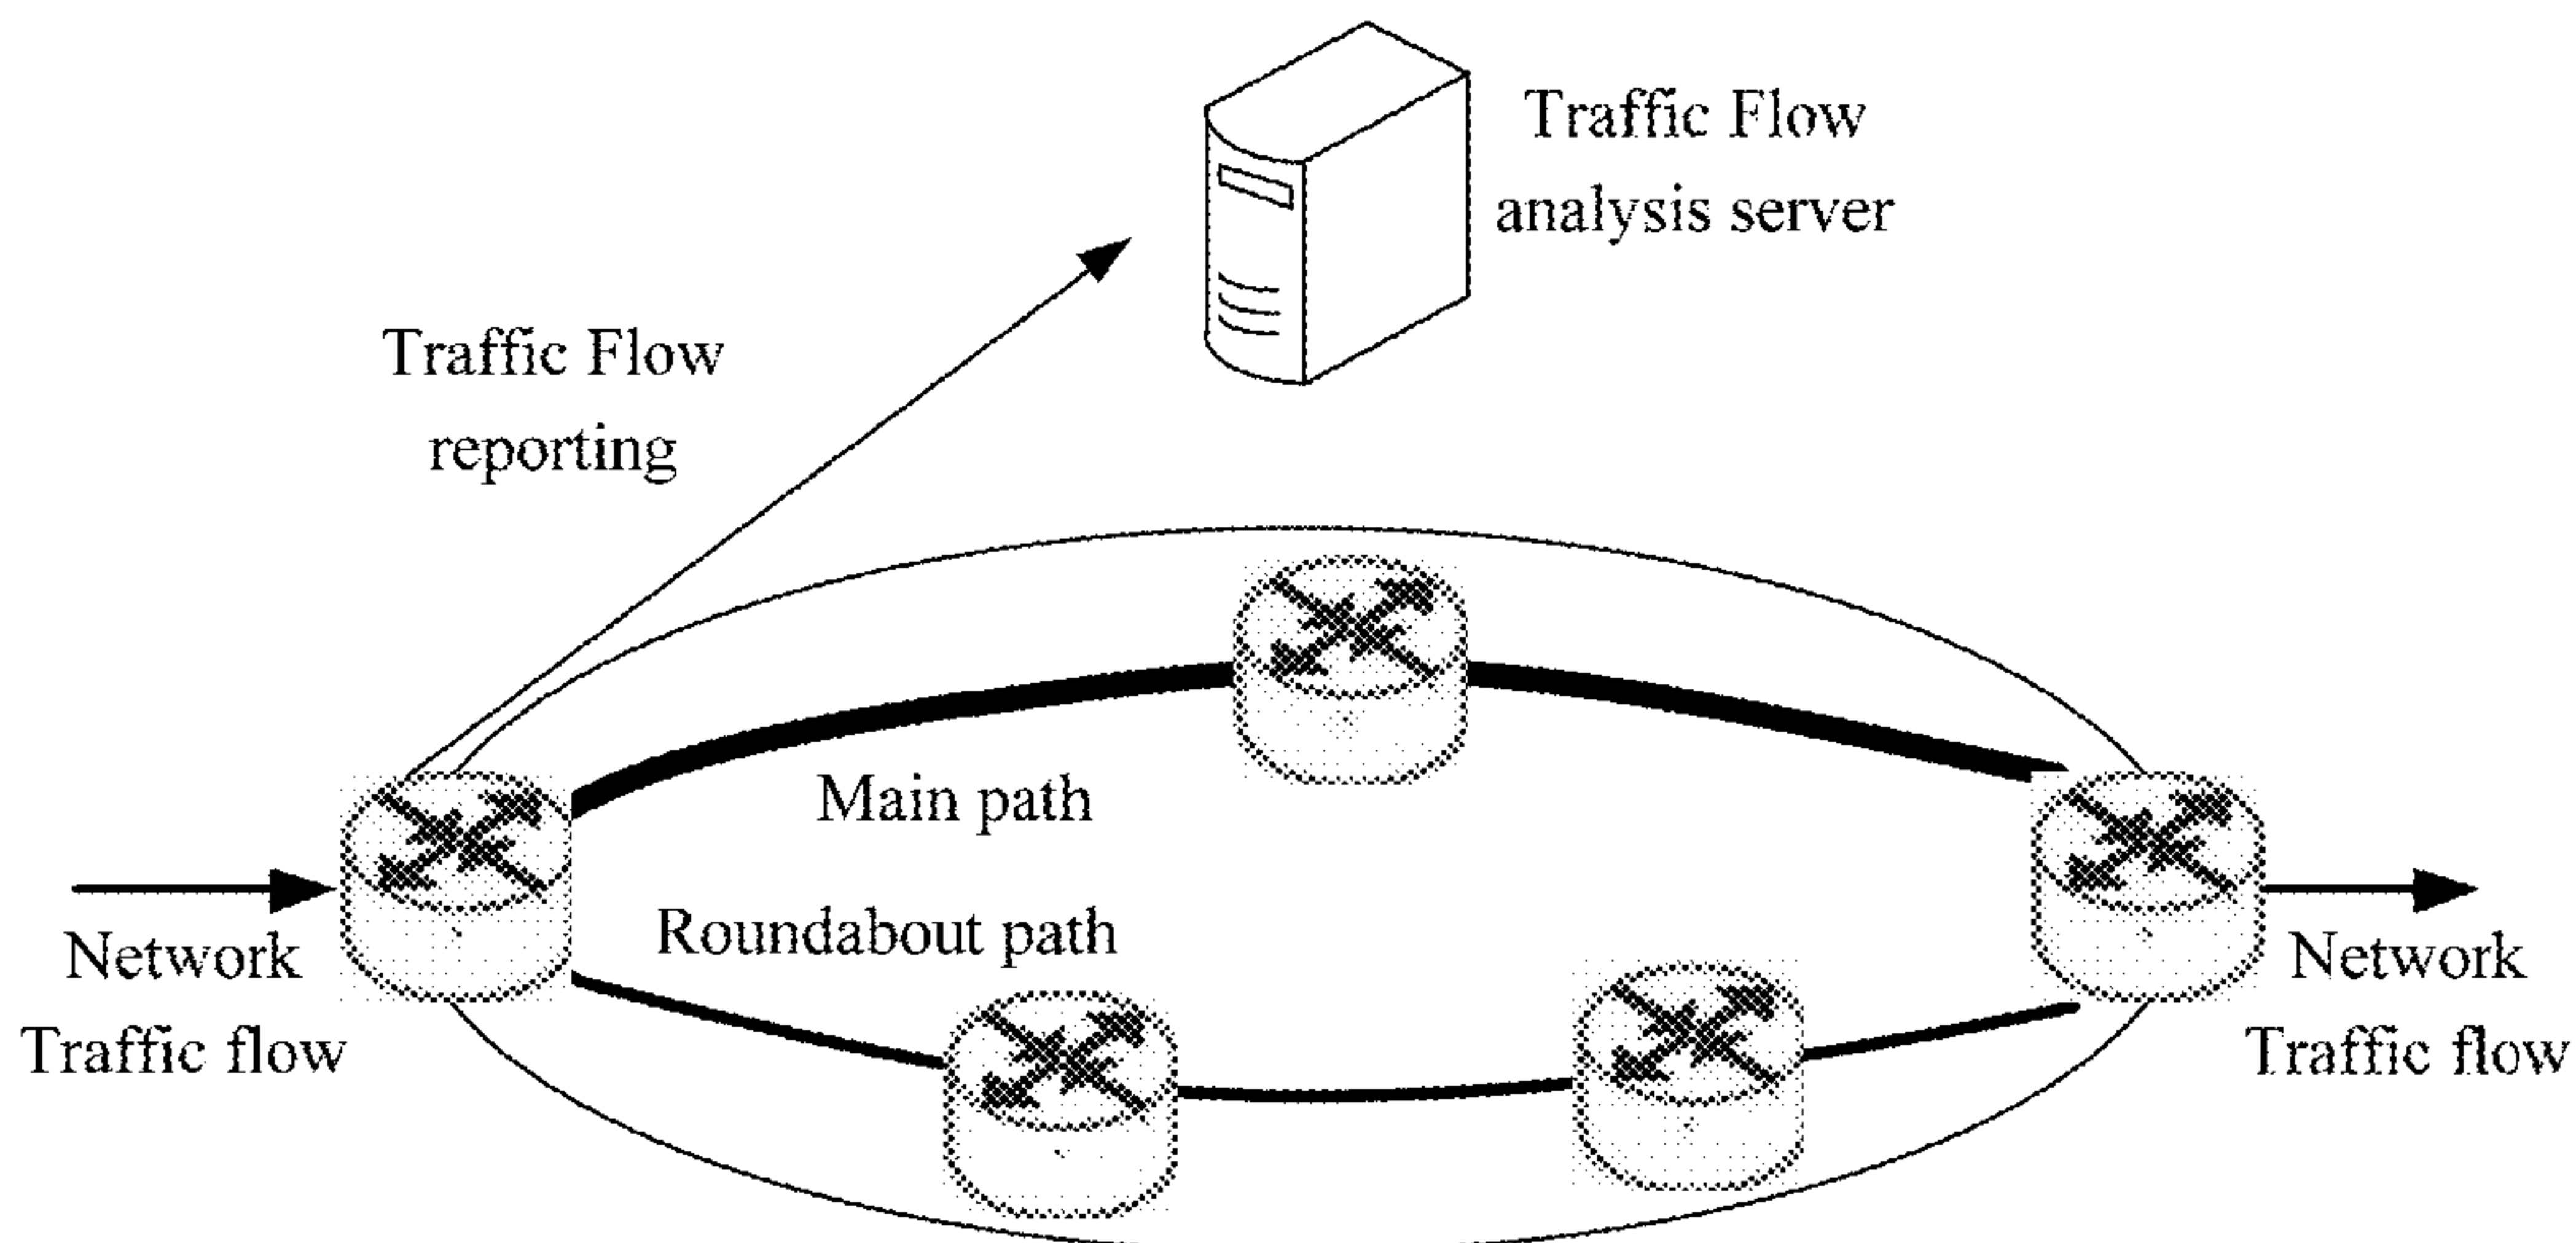 Traffic Flow
analysis server
Traffic Flow
reporting
Main path
Roundabout path
Network
Traffic flow
Network
Traffic flow